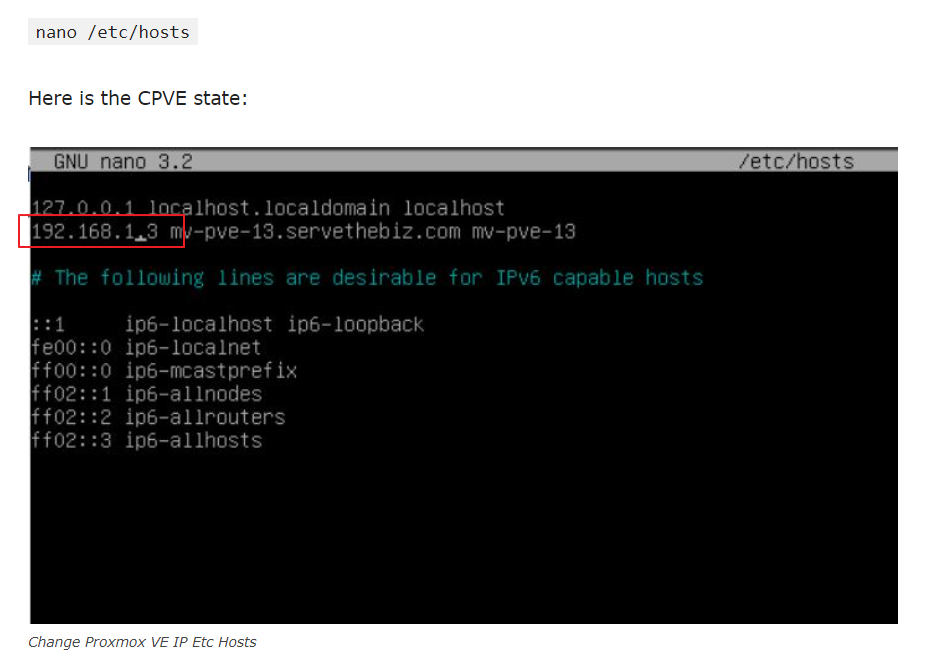 nano /etc/hosts
Here is the CPVE state:
GNU nano 3.2 /etc/hosts
127.0.0.1 localhost.localdomain localhost
192.168.1.3 mv-pve-13.servethebiz.com mv-pve-13
# The following lines are desirable for IPv6 capable hosts
::1 ip6-localhost ip6-loopback
fe00::0 ip6-localnet
ff00::0 ip6-mcastprefix
ff02::1 ip6-allnodes
ff02::2 ip6-allrouters
ff02::3 ip6-allhosts
Change Proxmox VE IP Etc Hosts